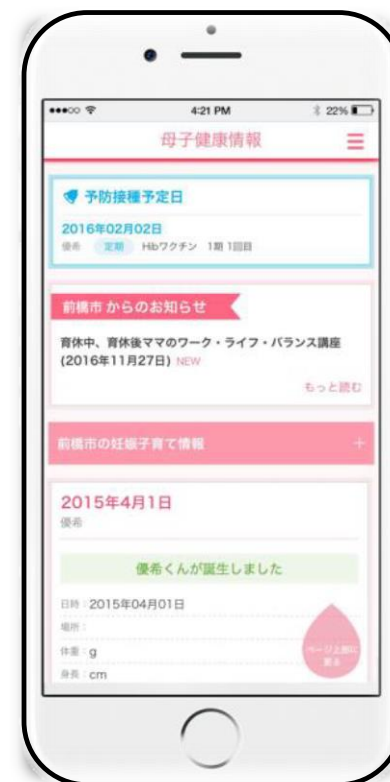 4:21 PM
22%
母子健康情報
予防接種予定日
2016年02月02日
優希 定期 Hibワクチン 1期 1回目
前橋市 からのお知らせ
育休中、育休後ママのワーク・ライフ・バランス講座
(2016年11月27日) NEW
もっと読む
前橋市の妊娠子育て情報 +
2015年4月1日
優希
優希くんが誕生しました
日時:2015年04月01日
場所:
体重:g
身長:cm
ページ上部に
戻る